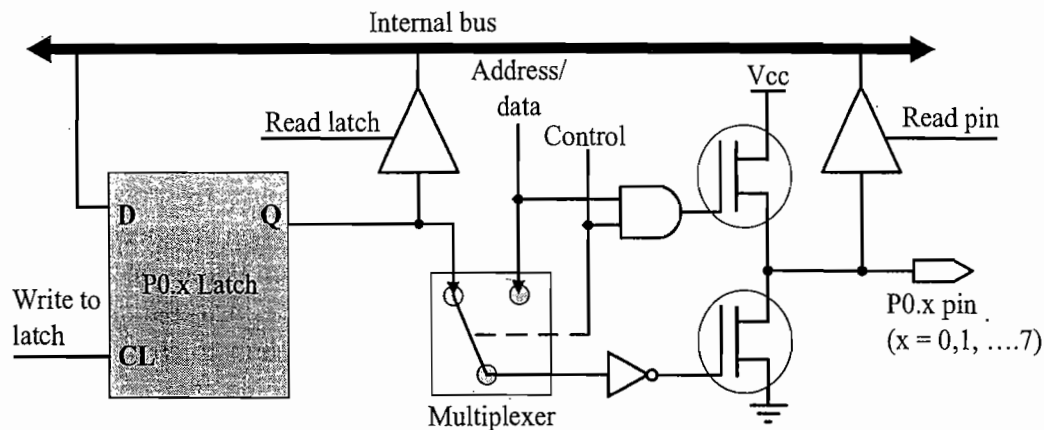 Internal bus
Address/
data
Vcc
Read latch
Control
Read pin
D
Q
P0.x Latch
Write to
latch
CL
P0.x pin
(x = 0,1, ....7)
Multiplexer